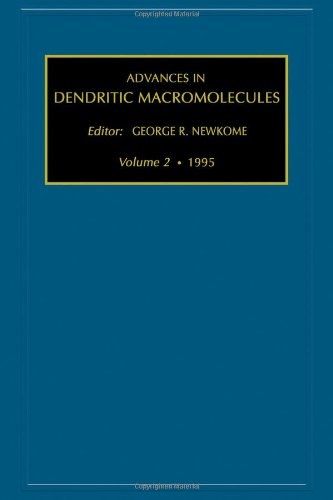 ADVANCES IN
DENDRITIC MACROMOLECULES
Editor: GEORGE R. NEWKOME
Volume 2 • 1995